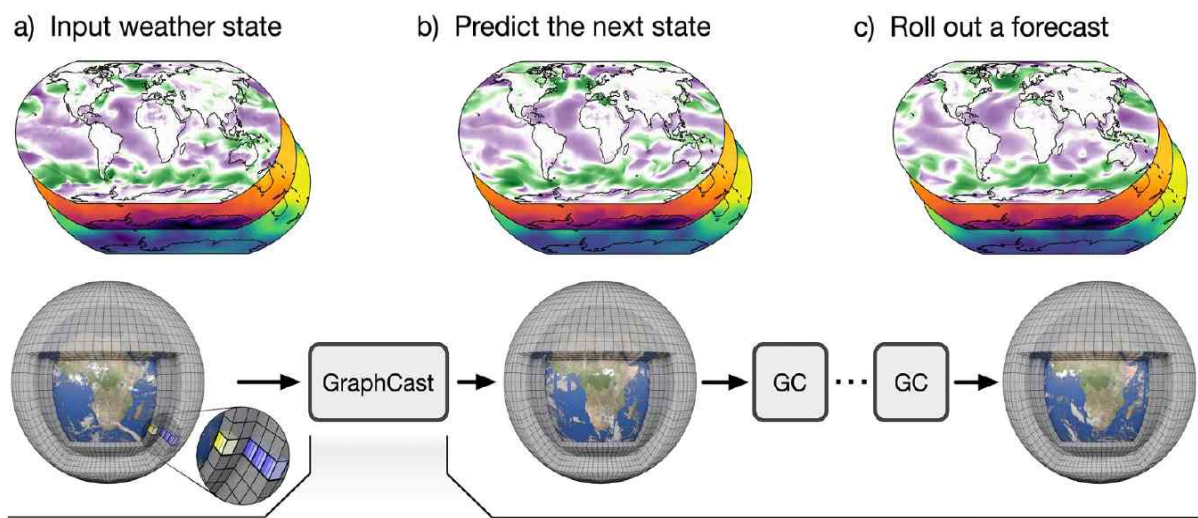 a) Input weather state
b) Predict the next state
c) Roll out a forecast
GraphCast
GC
...
GC